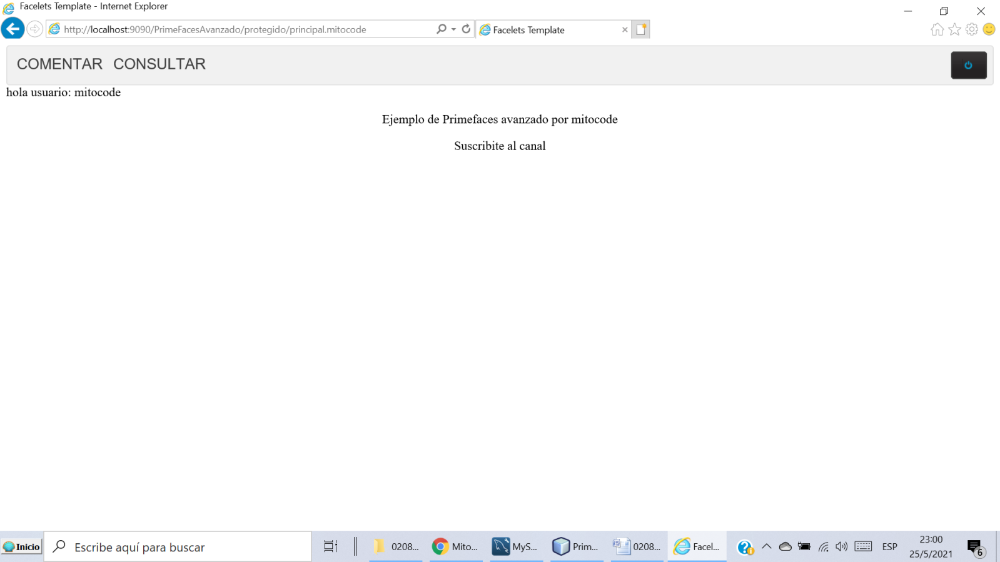 Facelets Template - Internet Explorer
http://localhost:9090/PrimeFacesAvanzado/protegido/principal.mitocode
Facelets Template
COMENTAR CONSULTAR
hola usuario: mitocode
Ejemplo de Primefaces avanzado por mitocode
Suscribite al canal
Inicio
Escribe aquí para buscar
0208...
Mito...
MyS...
Prim...
0208...
Facel...
ESP
23:00
25/5/2021
6